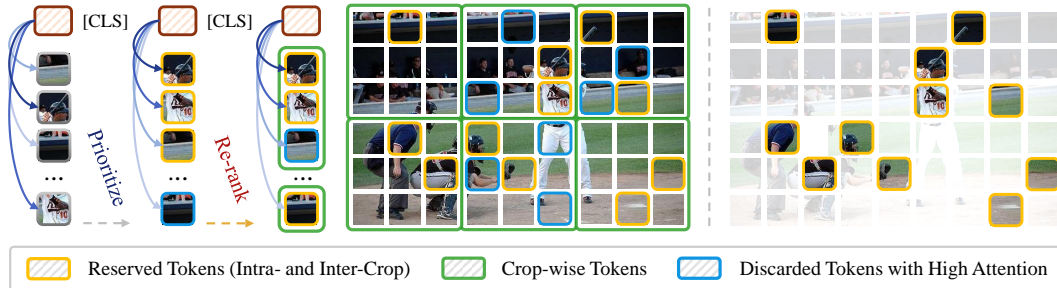 [CLS]
[CLS]
Prioritize
Re-rank
...
...
...
Reserved Tokens (Intra- and Inter-Crop)
Crop-wise Tokens
Discarded Tokens with High Attention